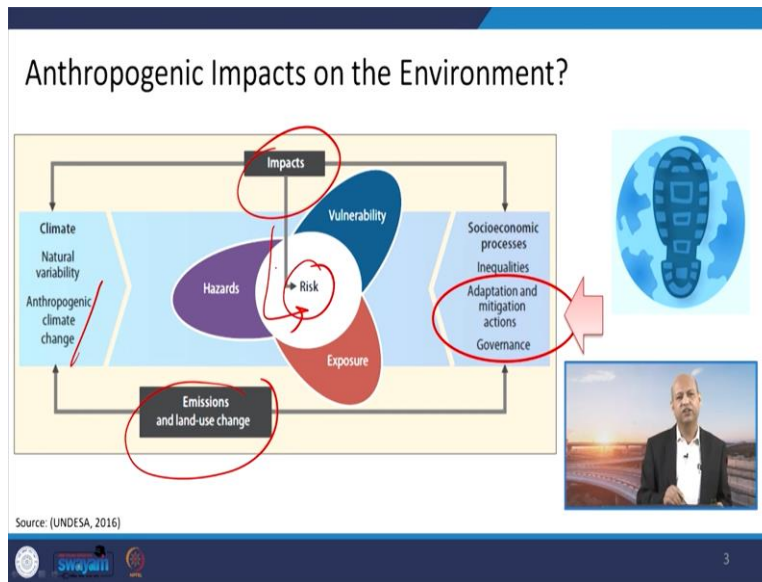 Anthropogenic Impacts on the Environment?
Impacts
Climate
Natural
variability
Anthropogenic
climate
change
Hazards
Vulnerability
Risk
Exposure
Socioeconomic
processes
Inequalities
Adaptation and
mitigation
actions
Governance
Emissions
and land-use change
Source: (UNDESA, 2016)
swayam
3